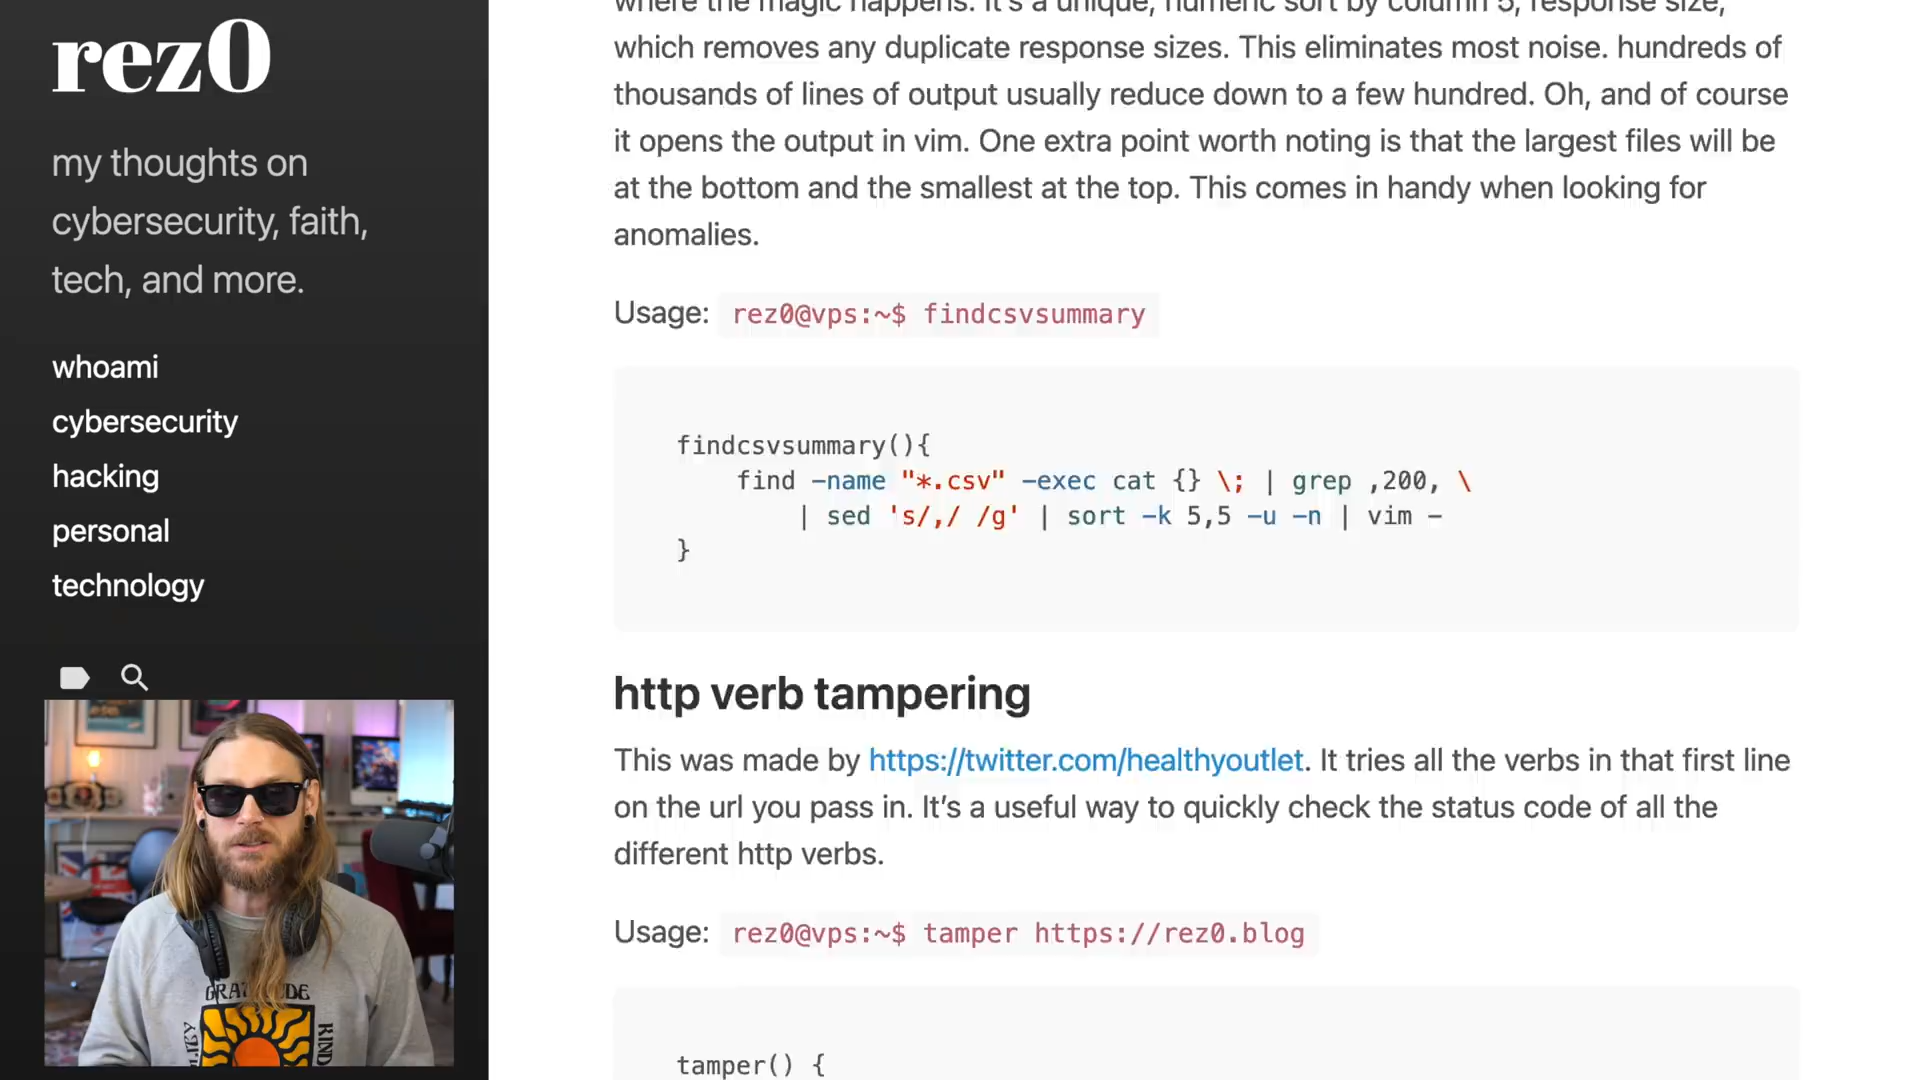 rez0
my thoughts on
cybersecurity, faith,
tech, and more.
whoami
cybersecurity
hacking
personal
technology
where the magic happens. It's a unique, numeric sort by column 5, response size,
which removes any duplicate response sizes. This eliminates most noise. hundreds of
thousands of lines of output usually reduce down to a few hundred. Oh, and of course
it opens the output in vim. One extra point worth noting is that the largest files will be
at the bottom and the smallest at the top. This comes in handy when looking for
anomalies.
Usage: rez0@vps:~$ findcsvsummary
findcsvsummary(){
find -name "*.csv" -exec cat {} \; | grep ,200, \
| sed 's/,/ /g' | sort -k 5,5 -u -n | vim -
}
http verb tampering
This was made by https://twitter.com/healthyoutlet. It tries all the verbs in that first line
on the url you pass in. It's a useful way to quickly check the status code of all the
different http verbs.
Usage: rez0@vps:~$ tamper https://rez0.blog
tamper() {